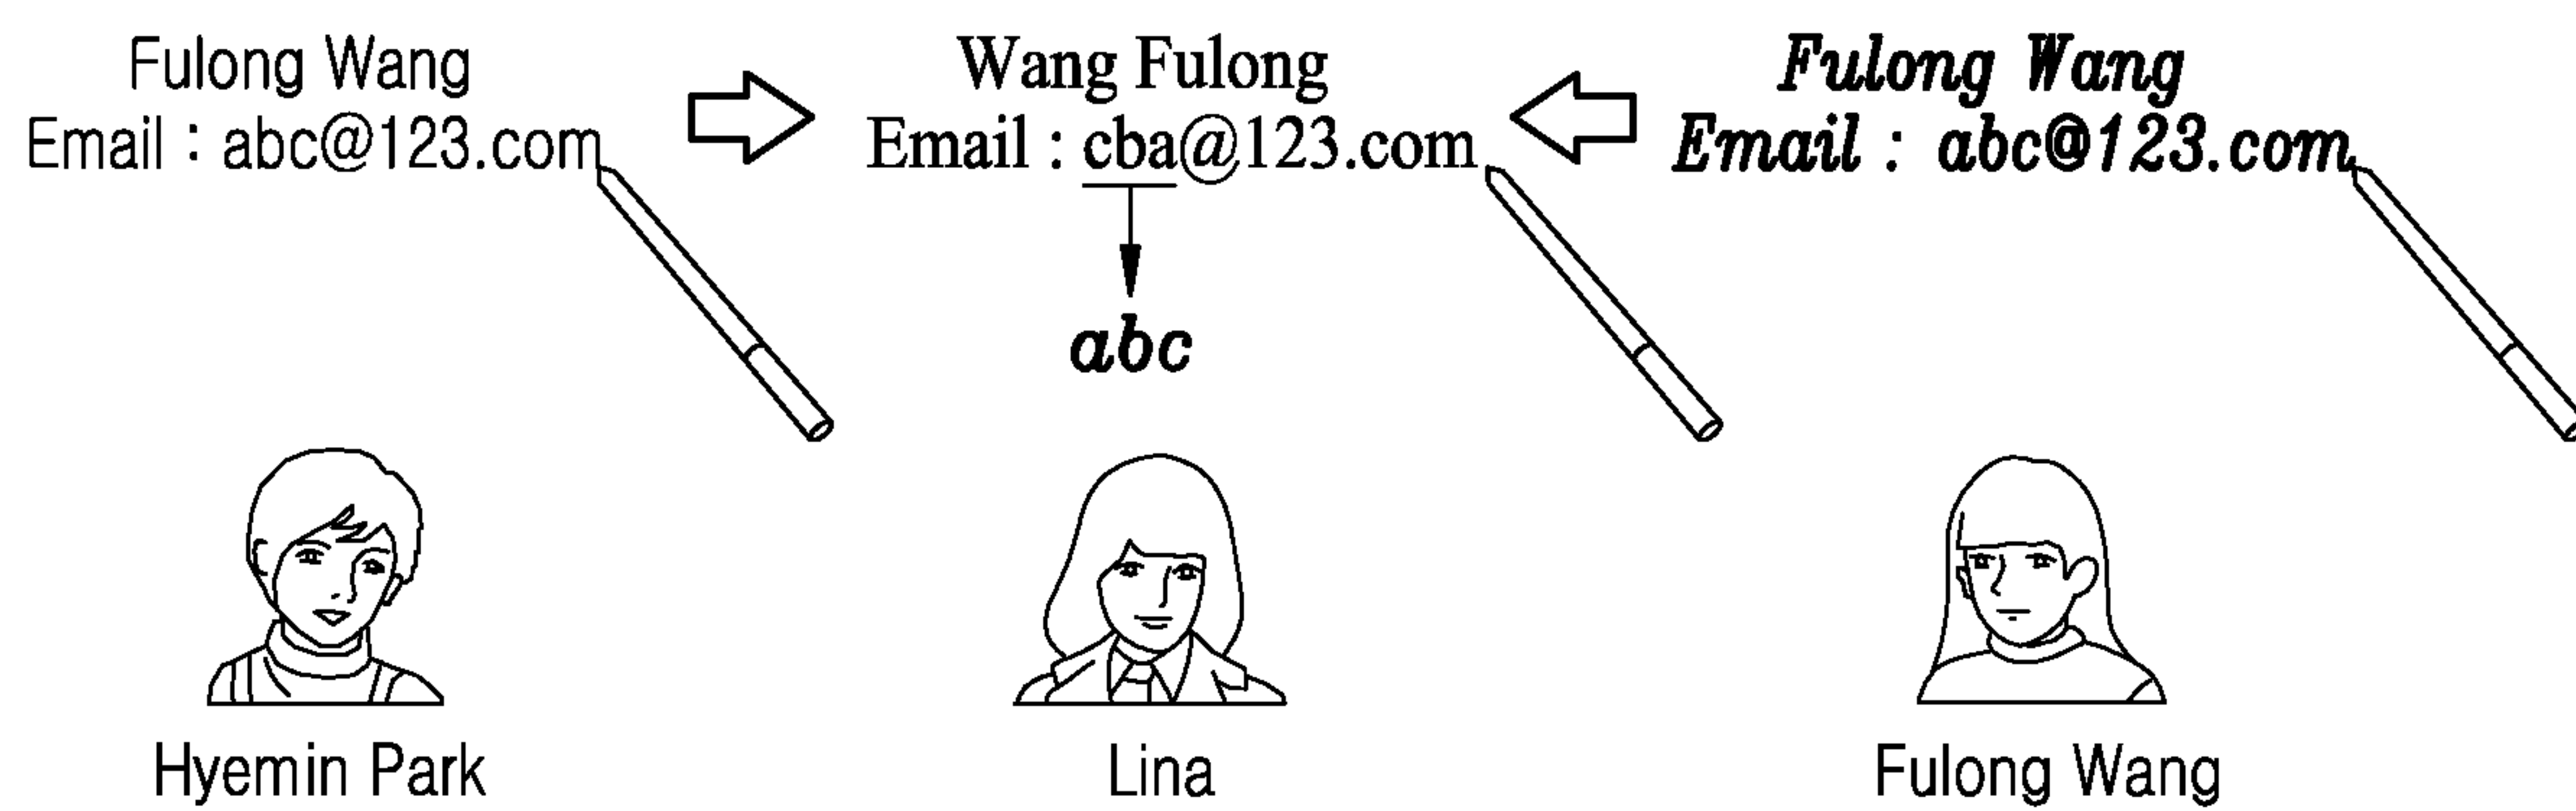 Fulong Wang
Email : abc@123.com
Wang Fulong
Email : cba@123.com
abc
Fulong Wang
Email : abc@123.com
Hyemin Park
Lina
Fulong Wang